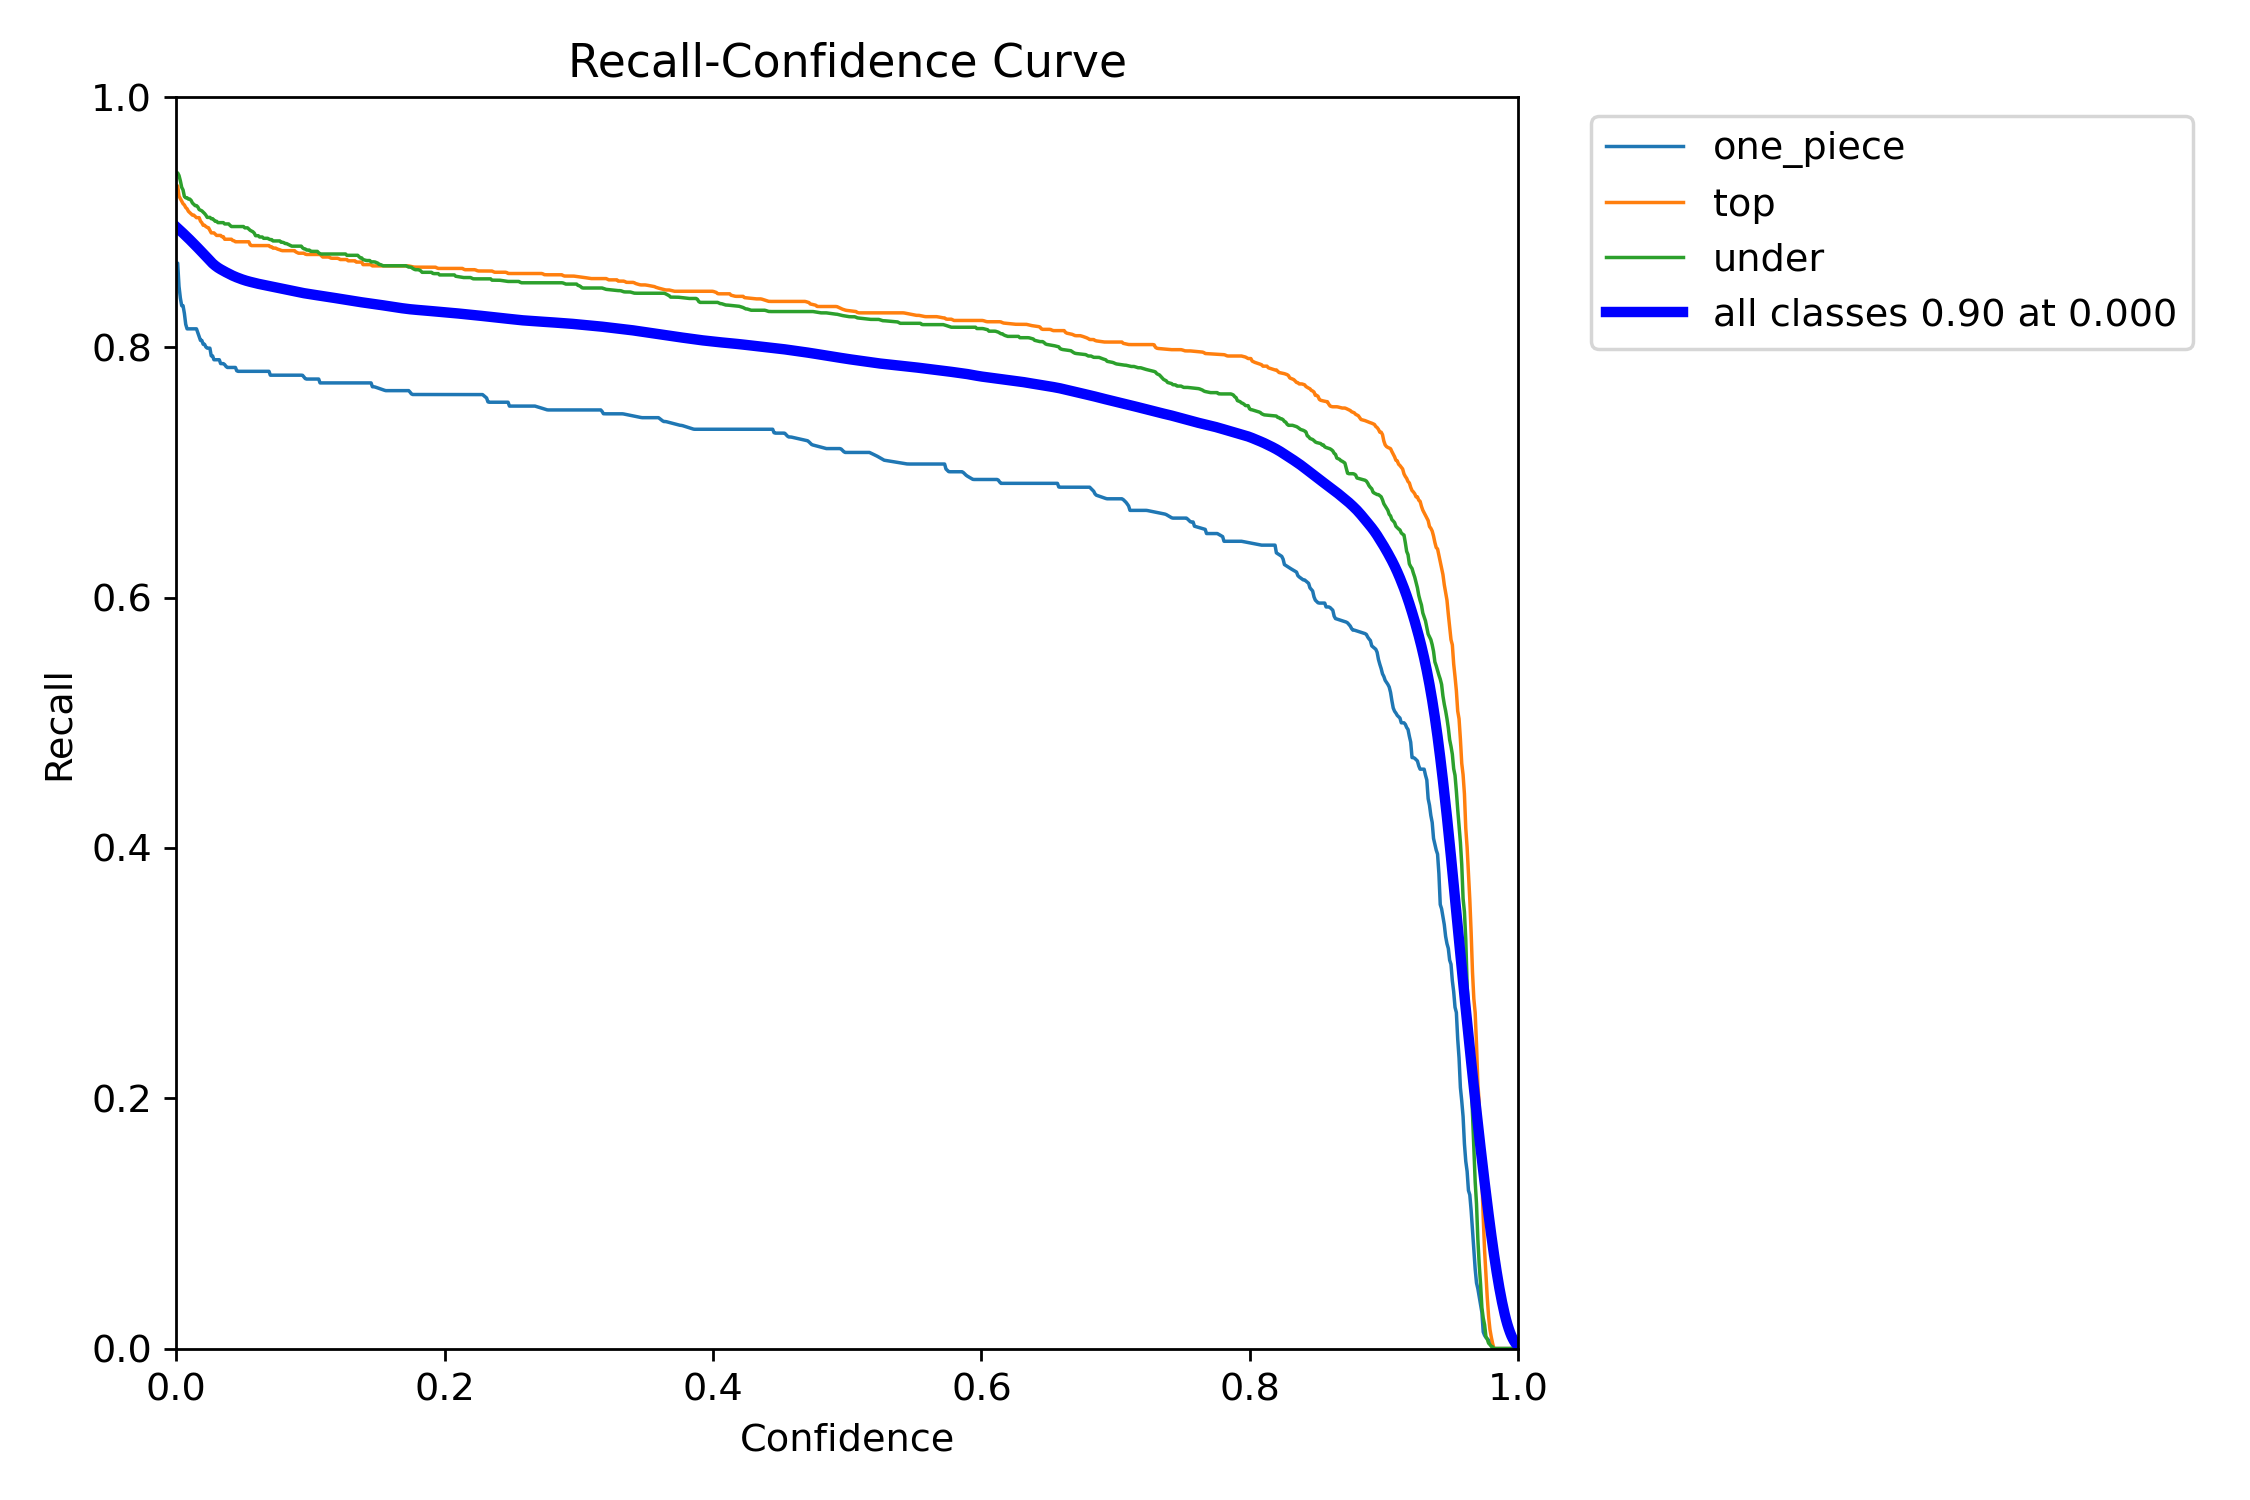 Recall-Confidence Curve
1.0
0.8
0.6
0.4
0.2
0.0
Recall
0.0 0.2 0.4 0.6 0.8 1.0
Confidence
one_piece
top
under
all classes 0.90 at 0.000